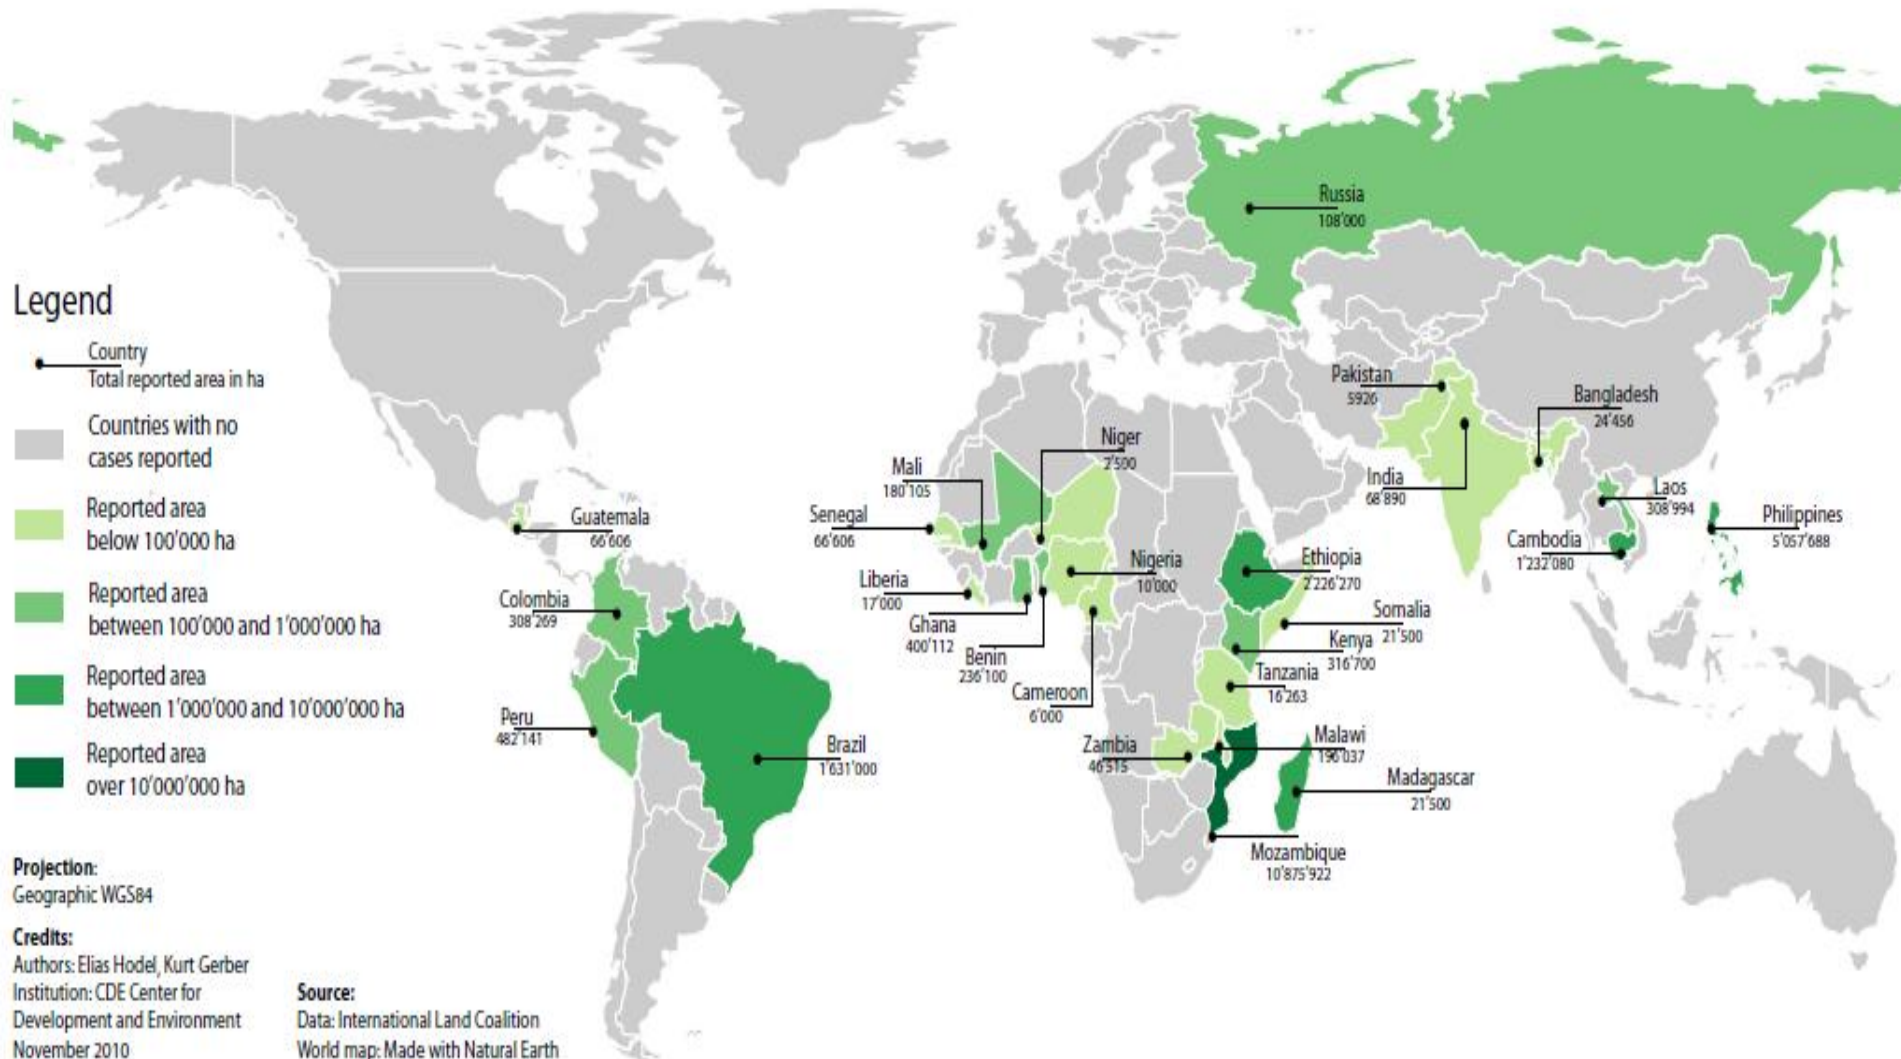 Legend
Country
Total reported area in ha
Countries with no
cases reported
Reported area
below 100'000 ha
Reported area
between 100'000 and 1'000'000 ha
Reported area
between 1'000'000 and 10'000'000 ha
Reported area
over 10'000'000 ha
Projection:
Geographic WGS84
Credits:
Authors: Elias Hodel, Kurt Gerber
Institution: CDE Center for
Development and Environment
November 2010
Source:
Data: International Land Coalition
World map: Made with Natural Earth
Guatemala
66'606
Colombia
308'269
Peru
482'141
Brazil
1'631'000
Russia
108'000
Niger
2'500
Mali
180'105
Senegal
66'606
Liberia
17'000
Ghana
400'112
Benin
236'100
Cameroon
6'000
Nigeria
10'000
Ethiopia
2'226'270
Somalia
21'500
Kenya
316'700
Tanzania
16'263
Zambia
46'515
Malawi
196'037
Madagascar
21'500
Mozambique
10'875'922
Pakistan
5926
India
68'890
Bangladesh
24'456
Laos
308'994
Cambodia
1'232'080
Philippines
5'057'688